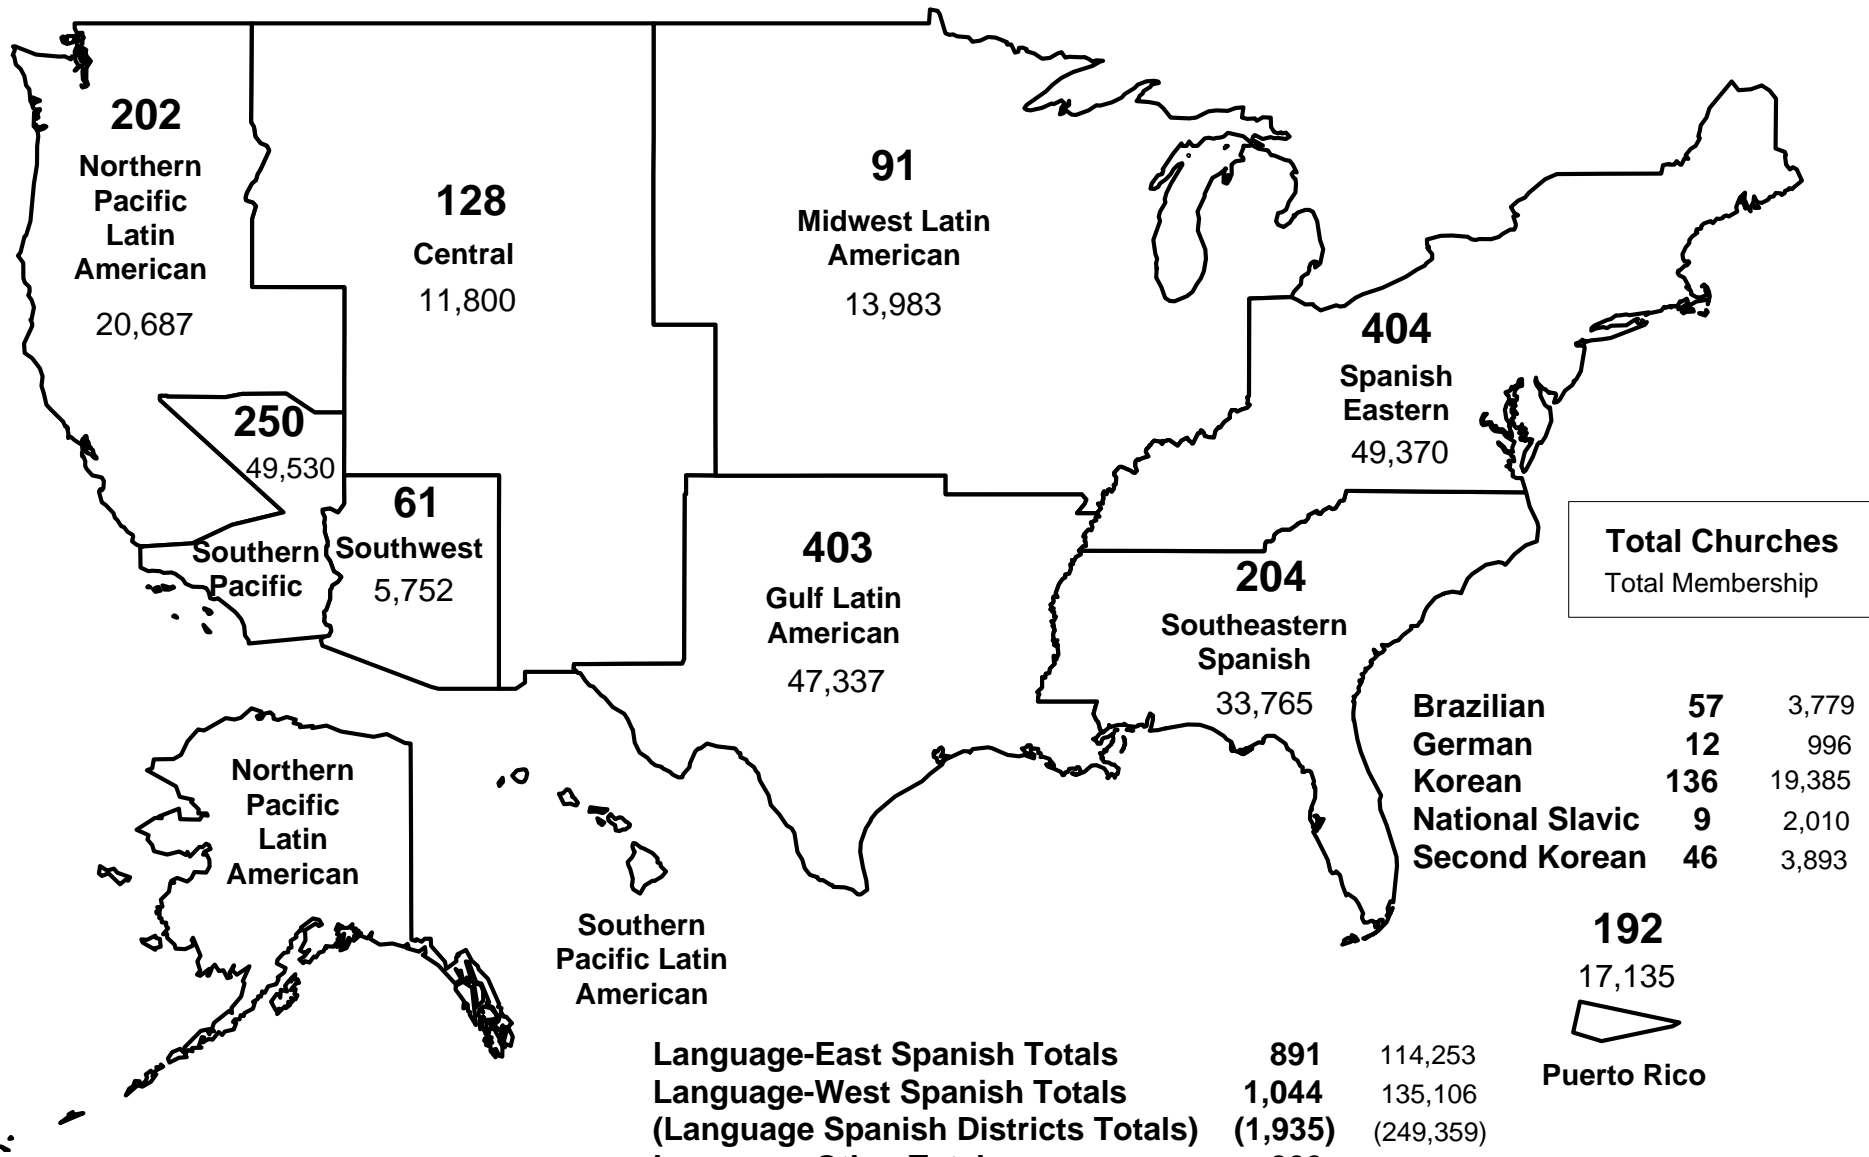 202
Northern
Pacific
Latin
American
20,687
128
Central
11,800
91
Midwest Latin
American
13,983
404
Spanish
Eastern
49,370
250
49,530
Southern
Pacific
61
Southwest
5,752
403
Gulf Latin
American
47,337
204
Southeastern
Spanish
33,765
Total Churches
Total Membership
Brazilian 57 3,779
German 12 996
Korean 136 19,385
National Slavic 9 2,010
Second Korean 46 3,893
Northern
Pacific
Latin
American
Southern
Pacific Latin
American
192
17,135
Puerto Rico
Language-East Spanish Totals 891 114,253
Language-West Spanish Totals 1,044 135,106
(Language Spanish Districts Totals) (1,935) (249,359)